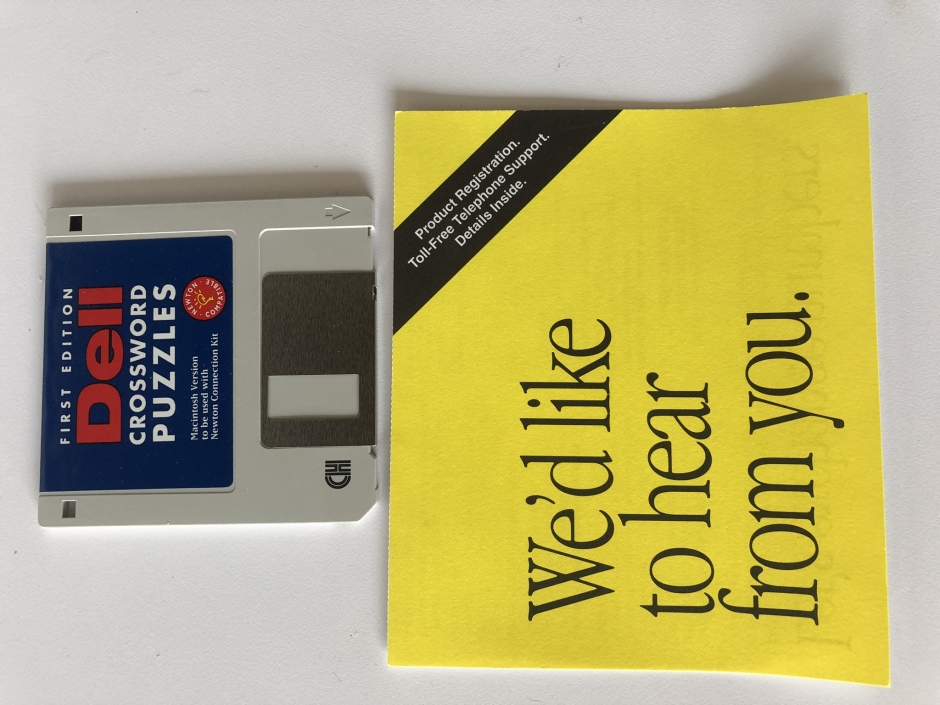 FIRST EDITION
Dell
CROSSWORD
PUZZLES
NEWTON · COMPATIBLE ·
Macintosh Version
to be used with
Newton Connection Kit
Product Registration.
Toll-Free Telephone Support.
Details Inside.
We'd like
to hear
from you.